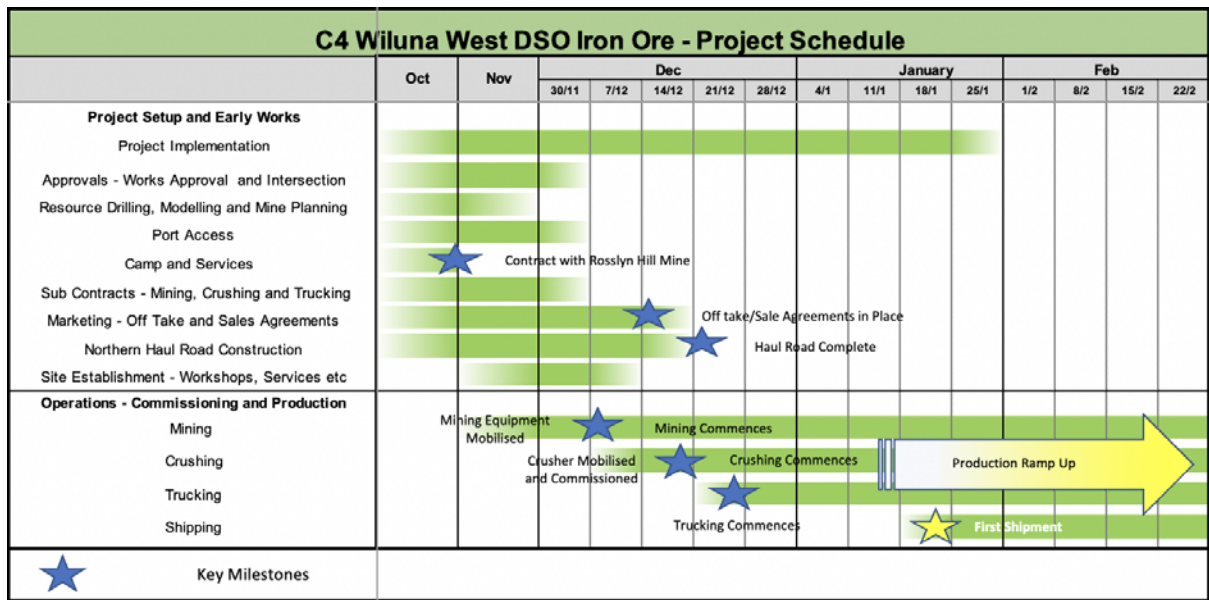 C4 Wiluna West DSO Iron Ore - Project Schedule
Oct Nov Dec January Feb
30/11 7/12 14/12 21/12 28/12 4/1 11/1 18/1 25/1 1/2 8/2 15/2 22/2
Project Setup and Early Works
Project Implementation
Approvals - Works Approval and Intersection
Resource Drilling, Modelling and Mine Planning
Port Access
Camp and Services Contract with Rosslyn Hill Mine
Sub Contracts - Mining, Crushing and Trucking
Marketing - Off Take and Sales Agreements Off take/Sale Agreements in Place
Northern Haul Road Construction Haul Road Complete
Site Establishment - Workshops, Services etc
Operations - Commissioning and Production
Mining
Mining Equipment
Mobilised
Mining Commences
Crushing
Crusher Mobilised
and Commissioned
Crushing Commences
Production Ramp Up
Trucking
Trucking Commences
Shipping First Shipment
Key Milestones